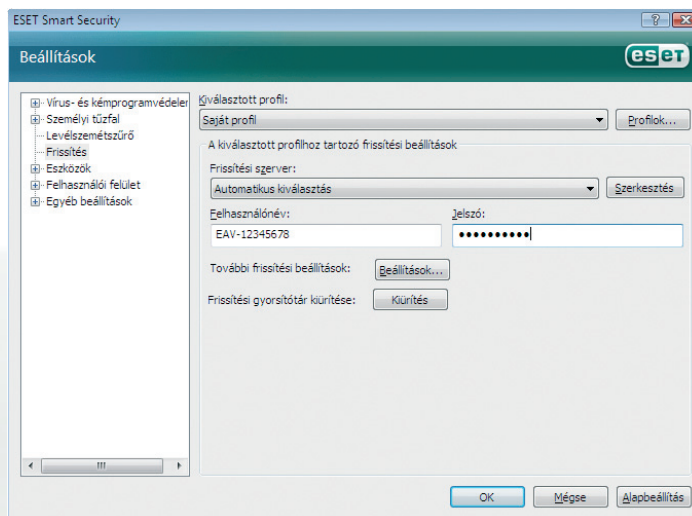 ESET Smart Security
Beállítások
eset
Vírus- és kémprogramvédeler
Személyi tűzfal
Levélszemétszűrő
Frissítés
Eszközök
Felhasználói felület
Egyéb beállítások
Kiválasztott profil:
Saját profil
Profilok...
A kiválasztott profilhoz tartozó frissítési beállítások
Frissítési szerver:
Automatikus kiválasztás
Szerkesztés
Felhasználónév:
Jelszó:
EAV-12345678
••••••••••
További frissítési beállítások:
Beállítások...
Frissítési gyorsítótár kiürítése:
Kiürítés
OK
Mégse
Alapbeállítás